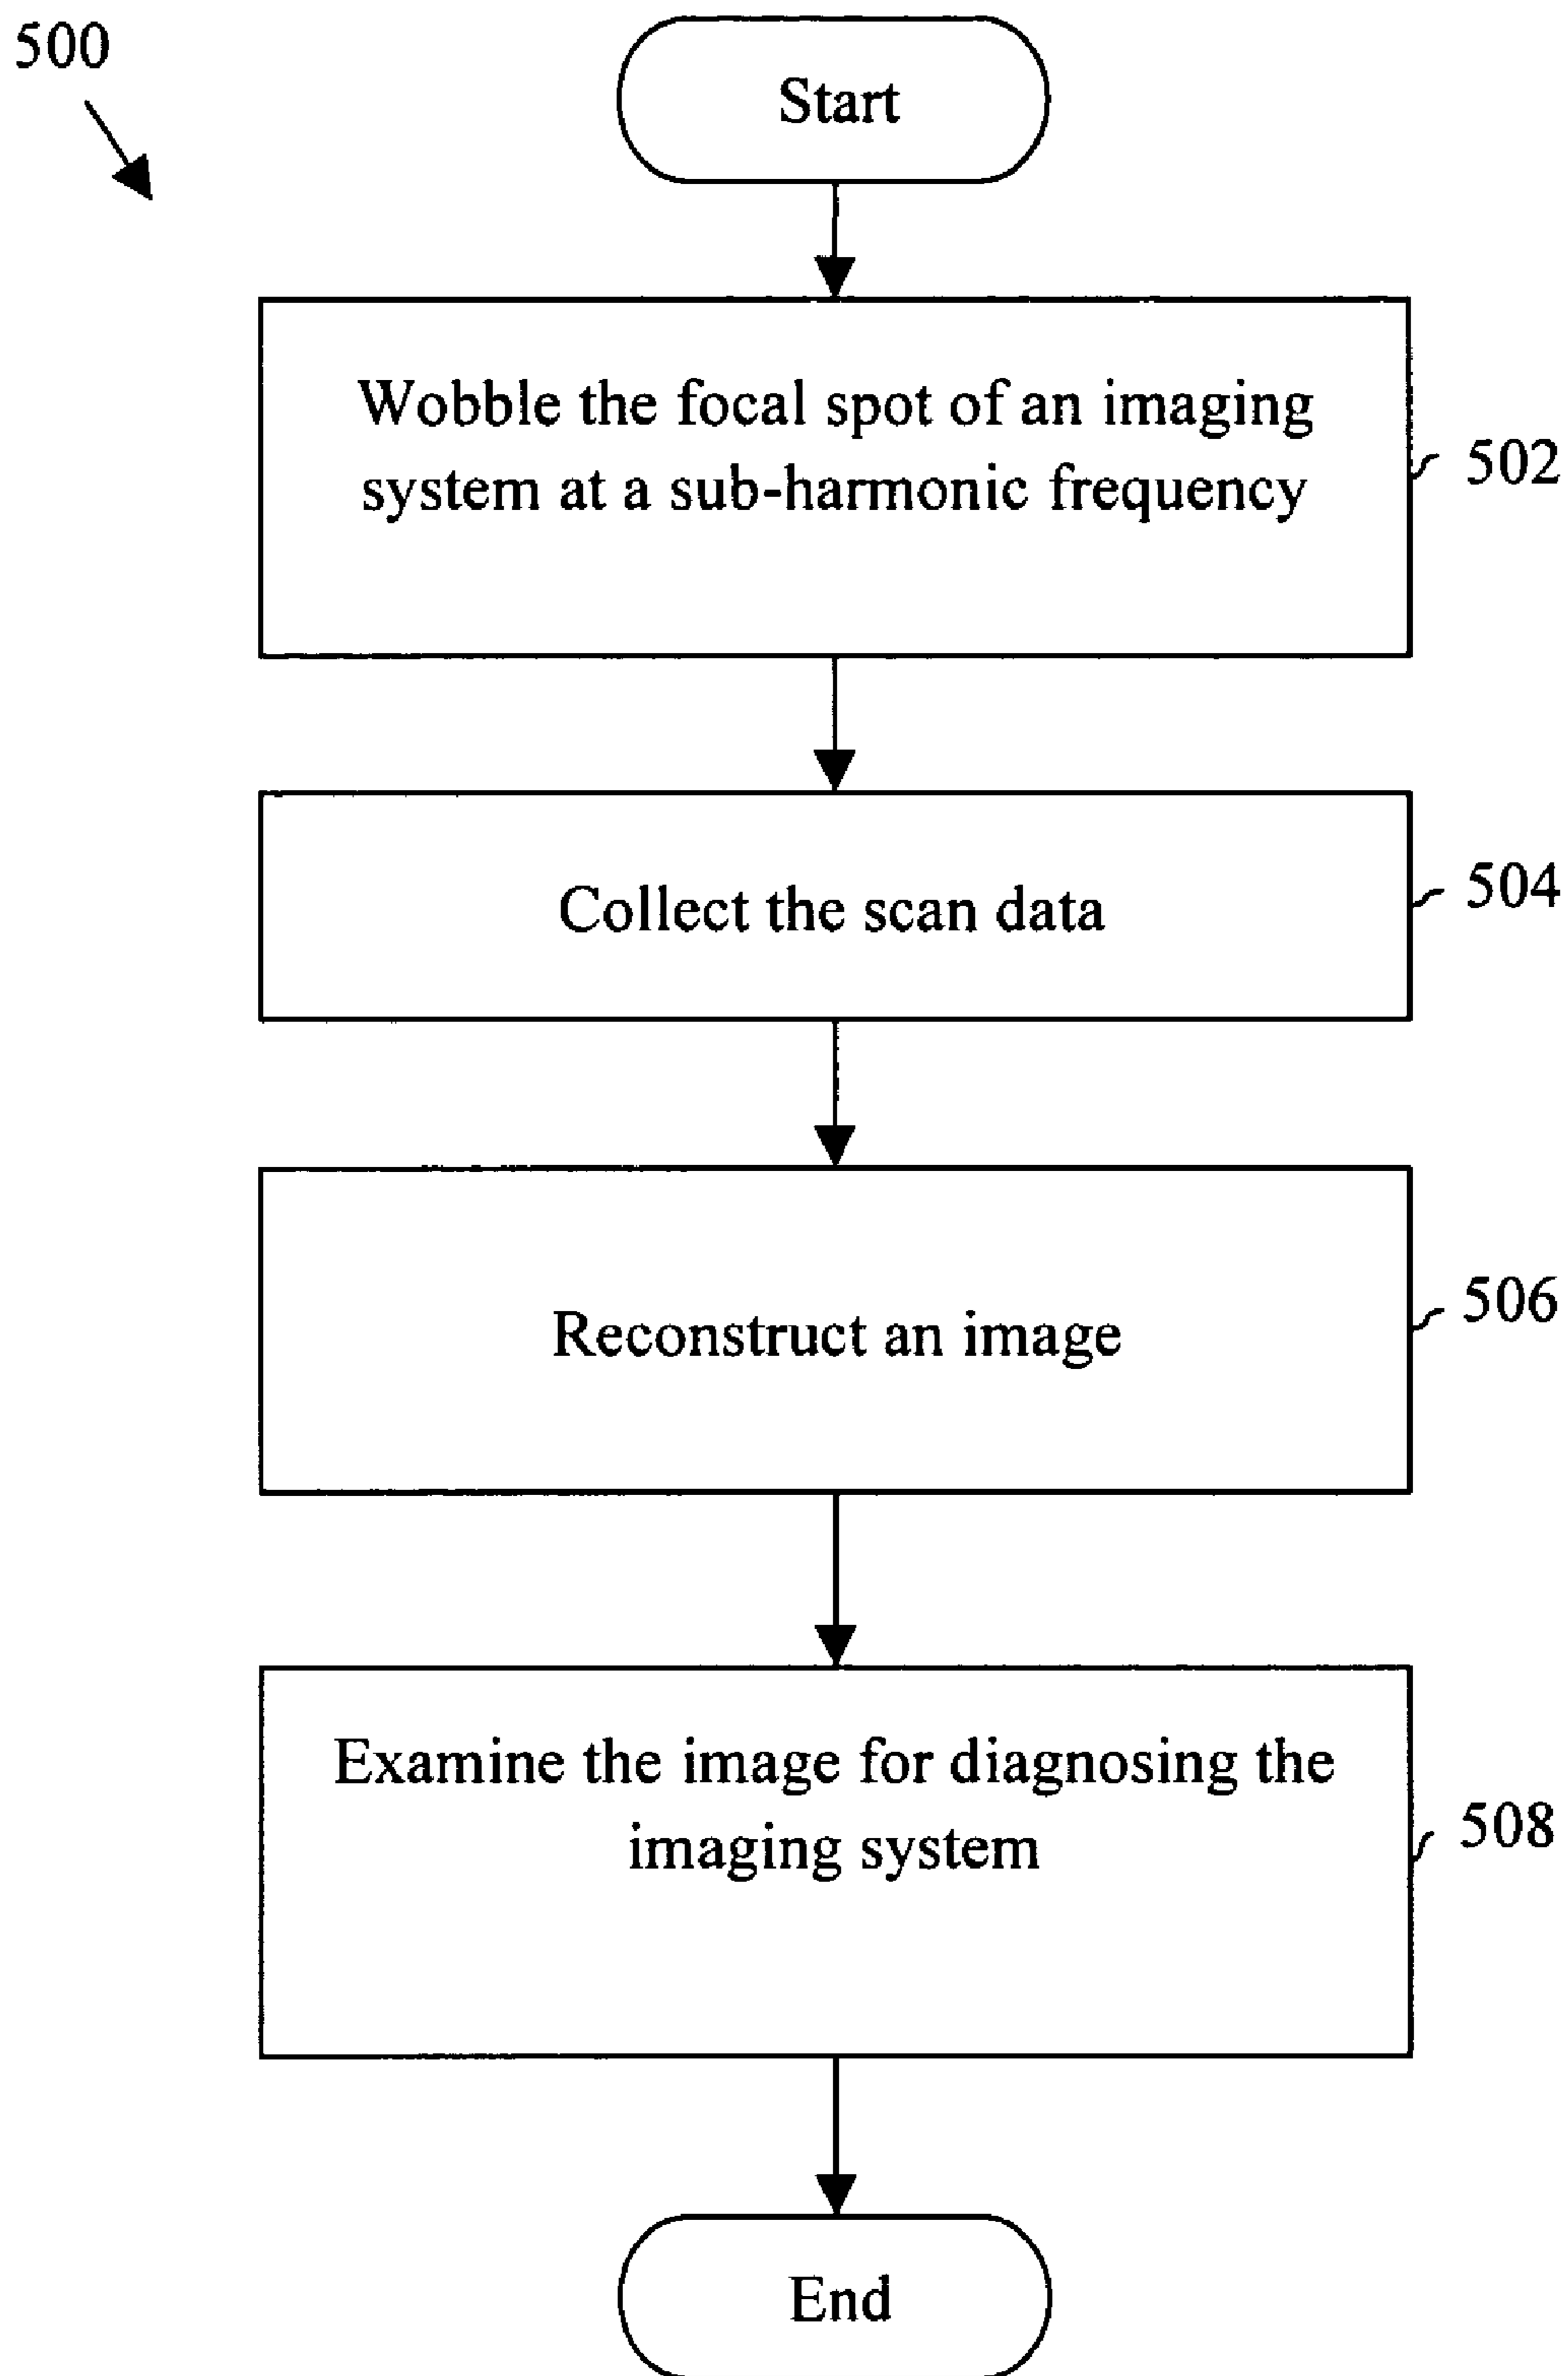 500
Start
Wobble the focal spot of an imaging
system at a sub-harmonic frequency
502
Collect the scan data
504
Reconstruct an image
506
Examine the image for diagnosing the
imaging system
508
End